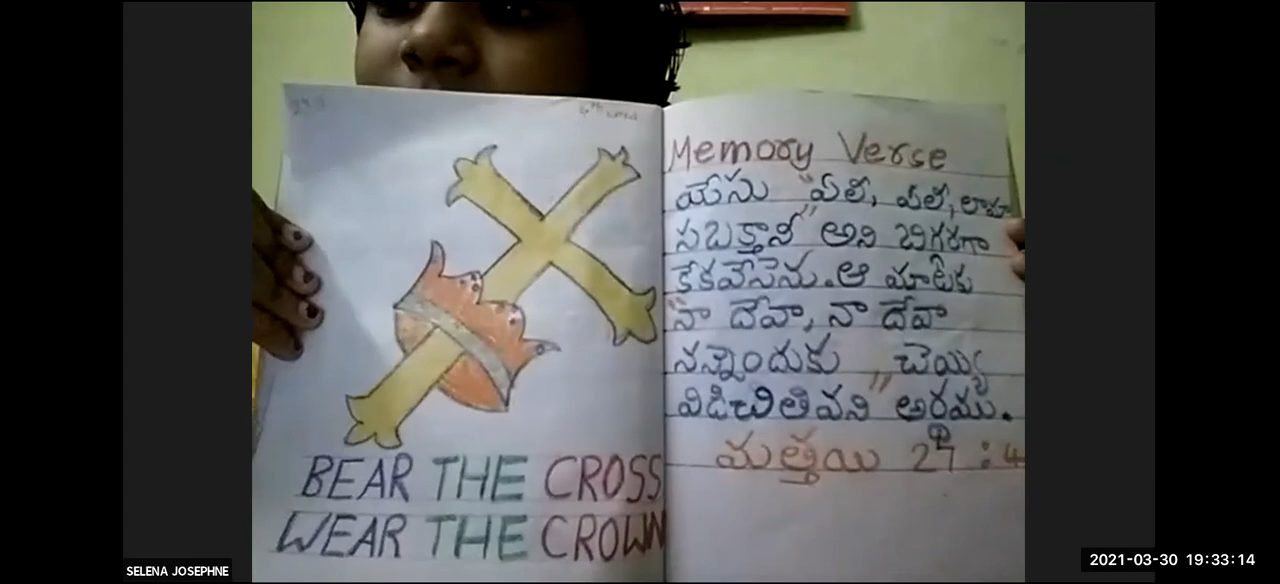 BEAR THE CROSS
WEAR THE CROWN
Memory Verse
యేసు "ఏలీ, ఏలీ, లామా
సబక్తానీ" అని బిగ్గరగా
కేకవేసెను. ఆ మాటకు
"నా దేవా, నా దేవా
నన్నెందుకు చెయ్యి
విడిచితివని" అర్థము.
మత్తయి 27 : 4
SELENA JOSEPHNE
2021-03-30 19:33:14